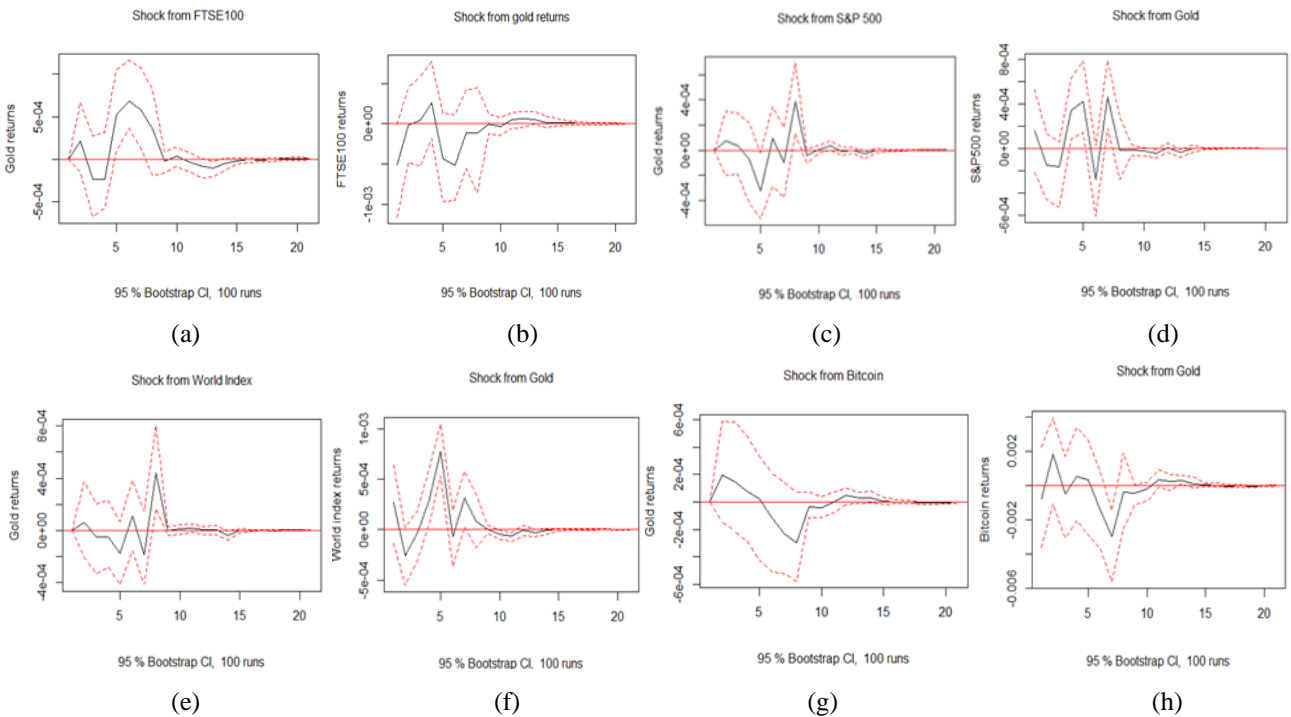 Shock from FTSE100
Gold returns
5e-04
-5e-04
5 10 15 20
95 % Bootstrap CI, 100 runs
(a)
Shock from gold returns
FTSE100 returns
0e+00
-1e-03
5 10 15 20
95 % Bootstrap CI, 100 runs
(b)
Shock from S&P 500
Gold returns
4e-04
0e+00
-4e-04
5 10 15 20
95 % Bootstrap CI, 100 runs
(c)
Shock from Gold
S&P500 returns
8e-04
4e-04
0e+00
-6e-04
5 10 15 20
95 % Bootstrap CI, 100 runs
(d)
Shock from World Index
Gold returns
8e-04
4e-04
0e+00
-4e-04
5 10 15 20
95 % Bootstrap CI, 100 runs
(e)
Shock from Gold
World index returns
1e-03
5e-04
0e+00
-5e-04
5 10 15 20
95 % Bootstrap CI, 100 runs
(f)
Shock from Bitcoin
Gold returns
6e-04
2e-04
-2e-04
-6e-04
5 10 15 20
95 % Bootstrap CI, 100 runs
(g)
Shock from Gold
Bitcoin returns
0.002
-0.002
-0.006
5 10 15 20
95 % Bootstrap CI, 100 runs
(h)